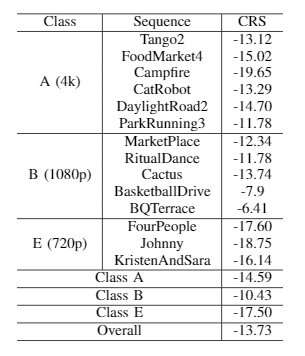 Class Sequence CRS
Tango2 -13.12
FoodMarket4 -15.02
Campfire -19.65
A (4k) CatRobot -13.29
DaylightRoad2 -14.70
ParkRunning3 -11.78
MarketPlace -12.34
RitualDance -11.78
B (1080p) Cactus -13.74
BasketballDrive -7.9
BQTerrace -6.41
FourPeople -17.60
E (720p) Johnny -18.75
KristenAndSara -16.14
Class A -14.59
Class B -10.43
Class E -17.50
Overall -13.73